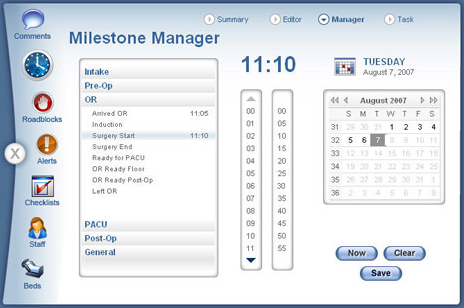 Summary Editor Manager Task
Comments
Milestone Manager
Roadblocks
X
Alerts
Checklists
Staff
Beds
Intake
Pre-Op
OR
Arrived OR 11:05
Induction
Surgery Start 11:10
Surgery End
Ready for PACU
OR Ready Floor
OR Ready Post-Op
Left OR
PACU
Post-Op
General
11:10
00 00
01 05
02 10
03 15
04 20
05 25
06 30
07 35
08 40
09 45
10 50
11 55
TUESDAY
August 7, 2007
August 2007
S M T W T F S
31 29 30 31 1 2 3 4
32 5 6 7 8 9 10 11
33 12 13 14 15 16 17 18
34 19 20 21 22 23 24 25
35 26 27 28 29 30 31 1
36 2 3 4 5 6 7 8
Now Clear
Save